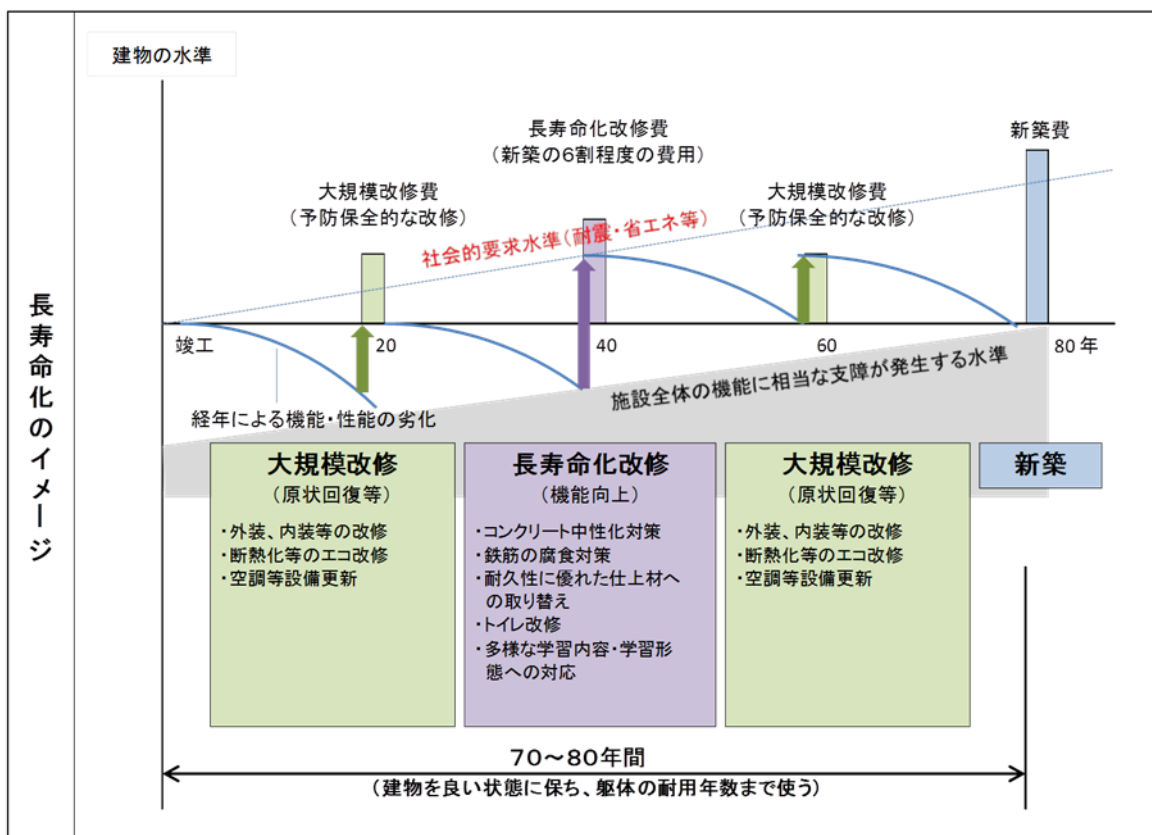 長寿命化のイメージ
建物の水準
長寿命化改修費
（新築の6割程度の費用）
新築費
大規模改修費
（予防保全的な改修）
大規模改修費
（予防保全的な改修）
社会的要求水準（耐震・省エネ等）
竣工
20
40
60
80 年
経年による機能・性能の劣化
施設全体の機能に相当な支障が発生する水準
大規模改修
（原状回復等）
・外装、内装等の改修
・断熱化等のエコ改修
・空調等設備更新
長寿命化改修
（機能向上）
・コンクリート中性化対策
・鉄筋の腐食対策
・耐久性に優れた仕上材へ
の取り替え
・トイレ改修
・多様な学習内容・学習形
態への対応
大規模改修
（原状回復等）
・外装、内装等の改修
・断熱化等のエコ改修
・空調等設備更新
新築
７０～８０年間
（建物を良い状態に保ち、躯体の耐用年数まで使う）